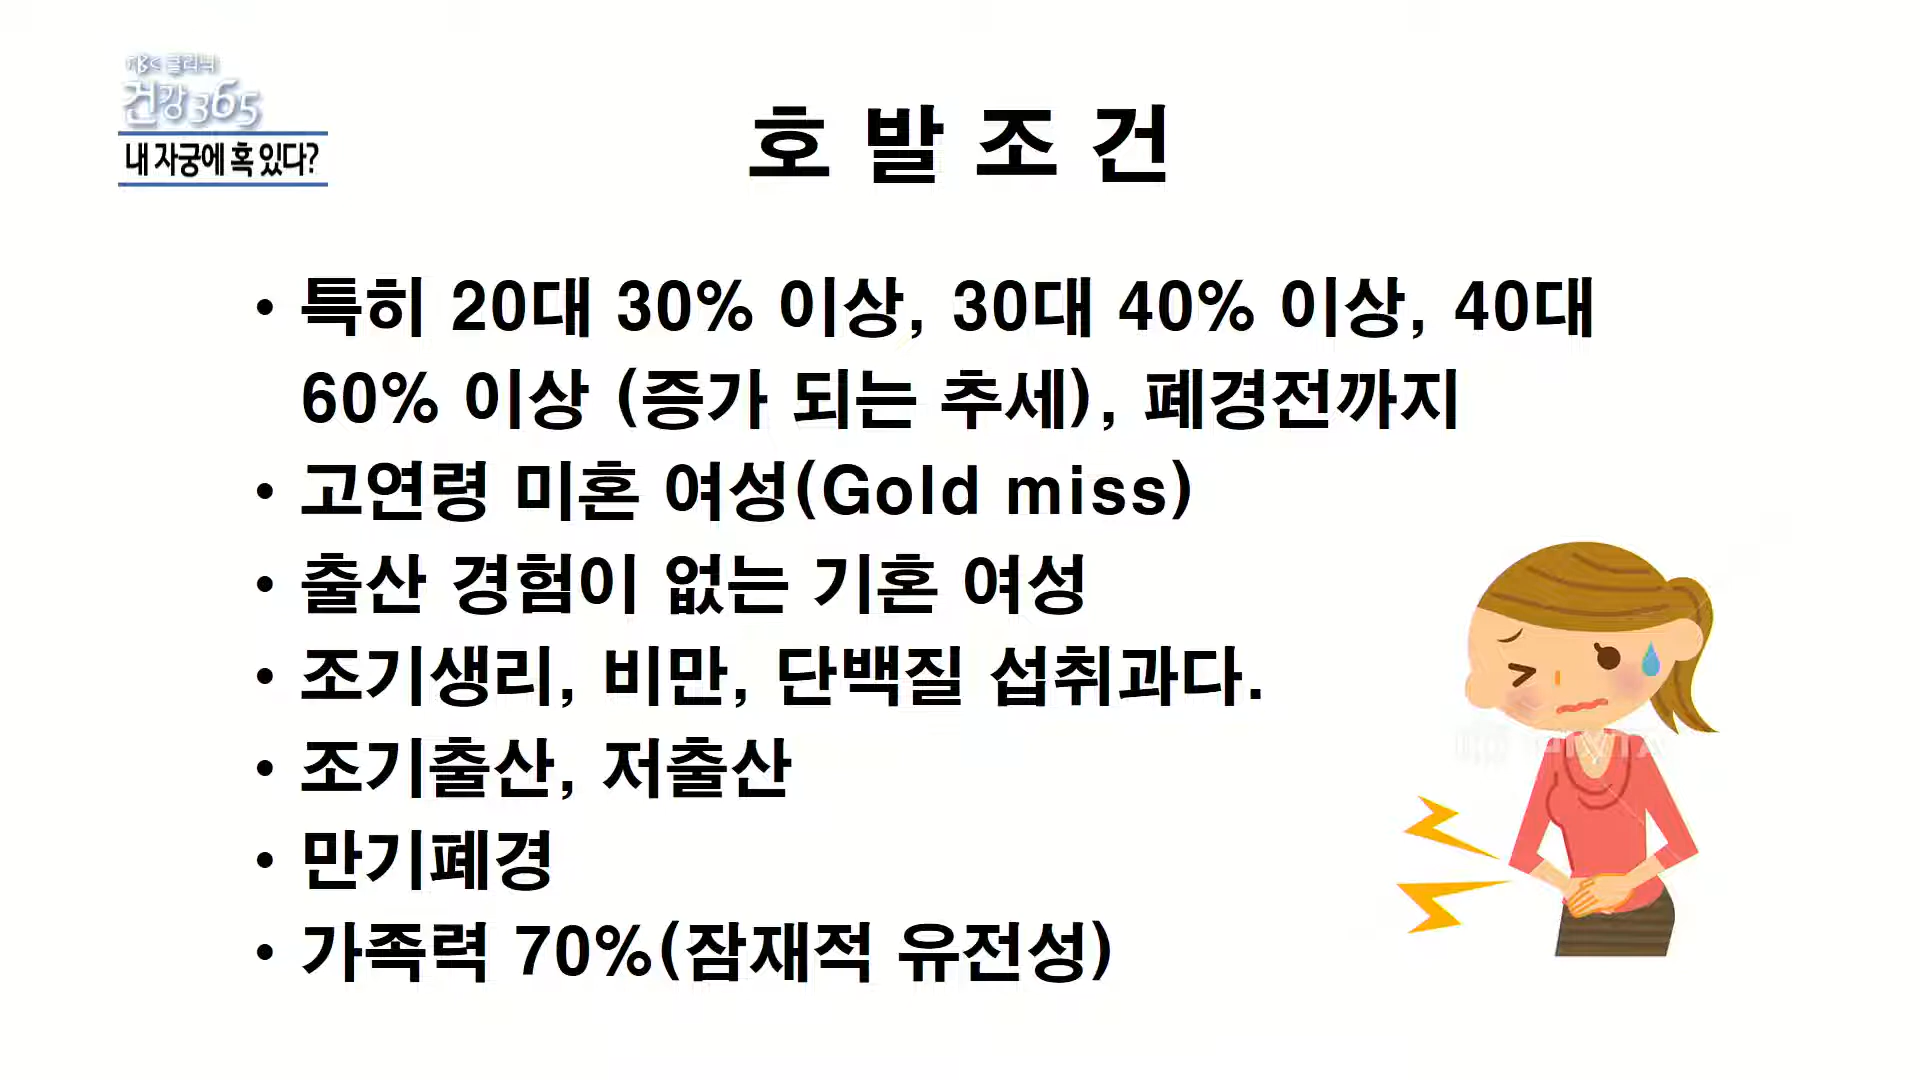 클리닉
건강365
내 자궁에 혹 있다?
호발조건
• 특히 20대 30% 이상, 30대 40% 이상, 40대
60% 이상 (증가 되는 추세), 폐경전까지
• 고연령 미혼 여성(Gold miss)
• 출산 경험이 없는 기혼 여성
• 조기생리, 비만, 단백질 섭취과다.
• 조기출산, 저출산
• 만기폐경
• 가족력 70%(잠재적 유전성)